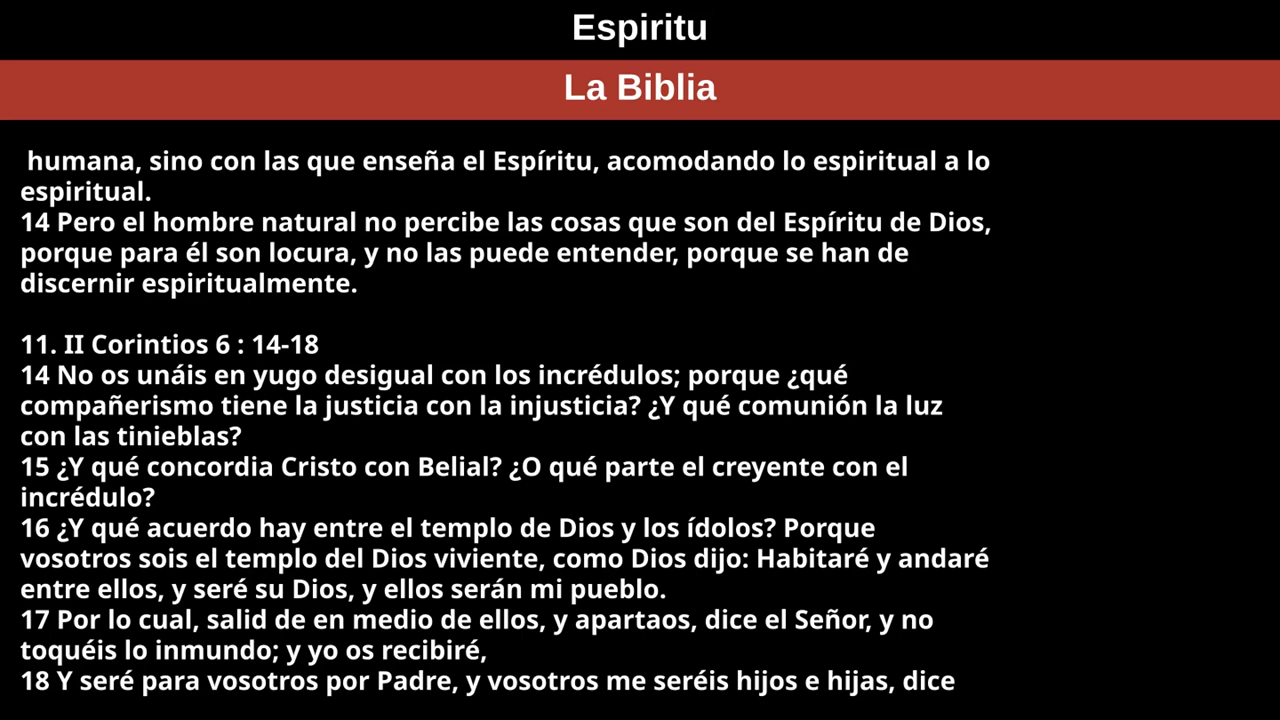 Espiritu
La Biblia
humana, sino con las que enseña el Espíritu, acomodando lo espiritual a lo
espiritual.
14 Pero el hombre natural no percibe las cosas que son del Espíritu de Dios,
porque para él son locura, y no las puede entender, porque se han de
discernir espiritualmente.
11. II Corintios 6 : 14-18
14 No os unáis en yugo desigual con los incrédulos; porque ¿qué
compañerismo tiene la justicia con la injusticia? ¿Y qué comunión la luz
con las tinieblas?
15 ¿Y qué concordia Cristo con Belial? ¿O qué parte el creyente con el
incrédulo?
16 ¿Y qué acuerdo hay entre el templo de Dios y los ídolos? Porque
vosotros sois el templo del Dios viviente, como Dios dijo: Habitaré y andaré
entre ellos, y seré su Dios, y ellos serán mi pueblo.
17 Por lo cual, salid de en medio de ellos, y apartaos, dice el Señor, y no
toquéis lo inmundo; y yo os recibiré,
18 Y seré para vosotros por Padre, y vosotros me seréis hijos e hijas, dice